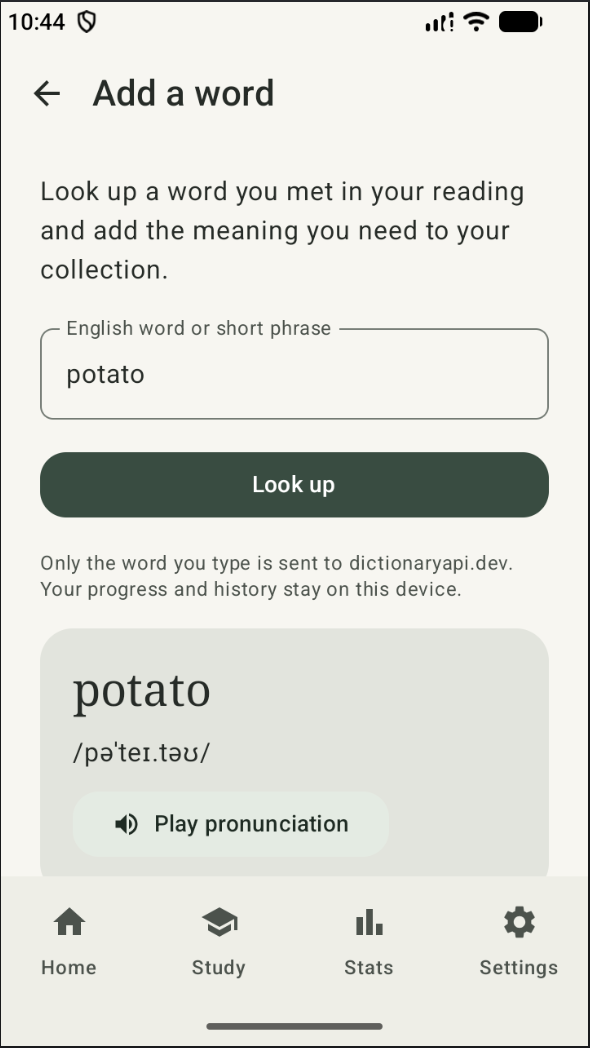 10:44
Add a word
Look up a word you met in your reading
and add the meaning you need to your
collection.
English word or short phrase
potato
Look up
Only the word you type is sent to dictionaryapi.dev.
Your progress and history stay on this device.
potato
/pəˈteɪ.təʊ/
Play pronunciation
Home
Study
Stats
Settings